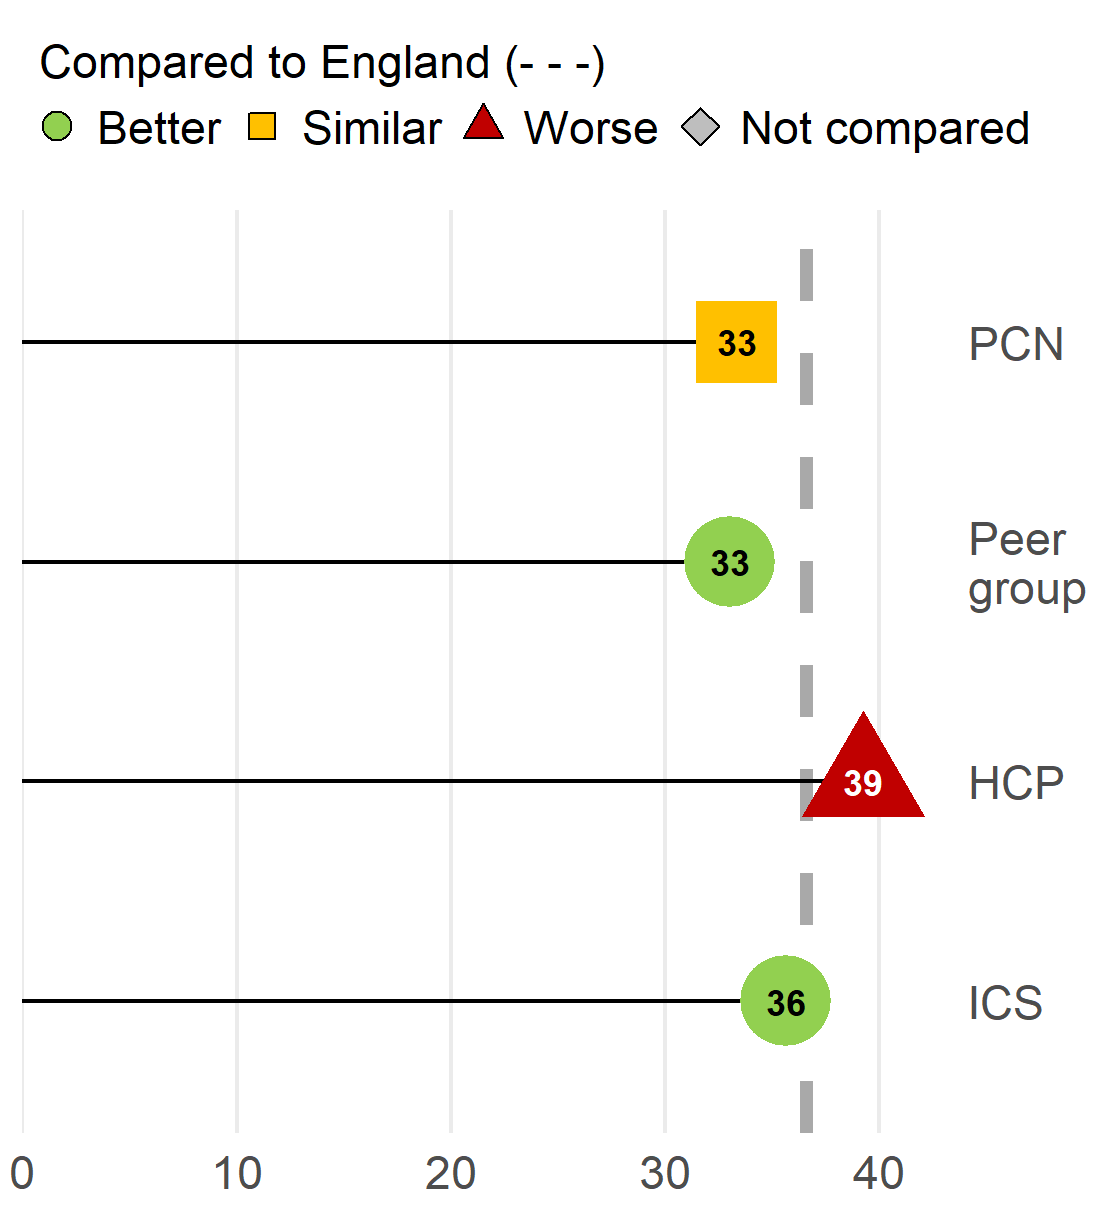 Compared to England (- - -)
Better Similar Worse Not compared
33 PCN
Peer
33
group
39 HCP
36 ICS
0 10 20 30 40